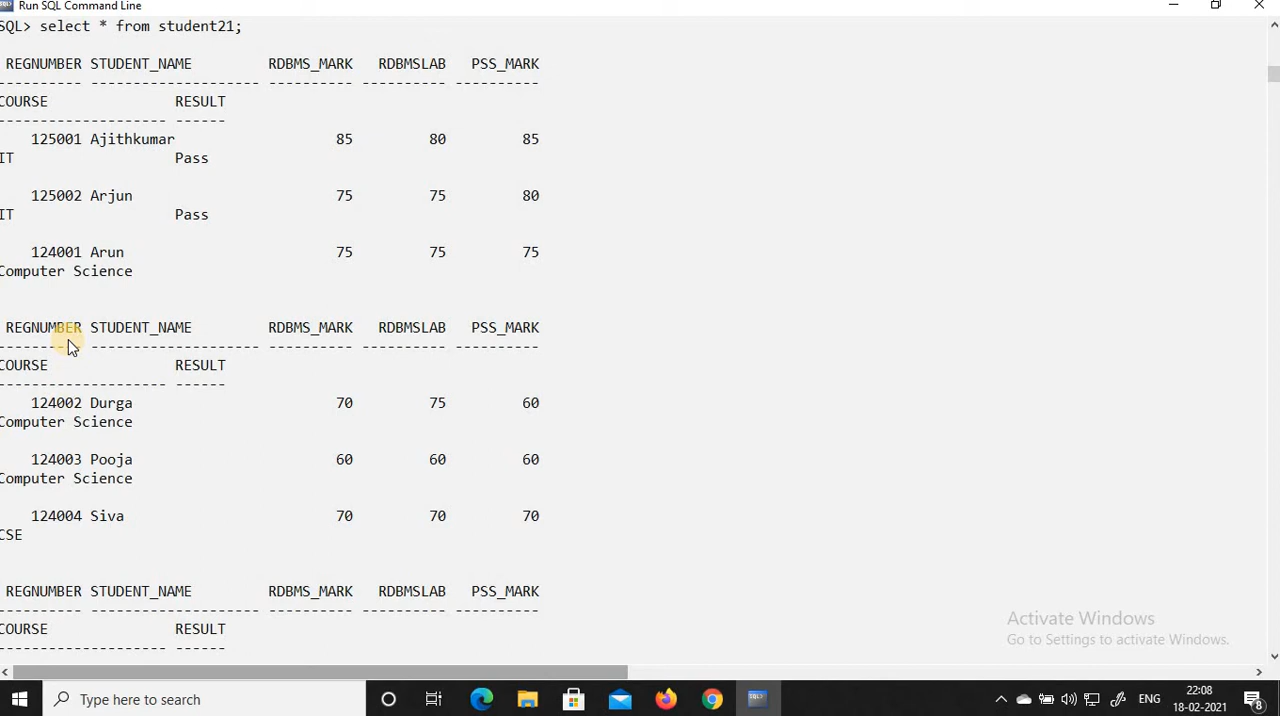 Run SQL Command Line
SQL> select * from student21;
REGNUMBER STUDENT_NAME RDBMS_MARK RDBMSLAB PSS_MARK
---------- -------------------- ---------- ---------- ----------
COURSE RESULT
-------------------- ------
125001 Ajithkumar 85 80 85
IT Pass
125002 Arjun 75 75 80
IT Pass
124001 Arun 75 75 75
Computer Science
REGNUMBER STUDENT_NAME RDBMS_MARK RDBMSLAB PSS_MARK
---------- -------------------- ---------- ---------- ----------
COURSE RESULT
-------------------- ------
124002 Durga 70 75 60
Computer Science
124003 Pooja 60 60 60
Computer Science
124004 Siva 70 70 70
CSE
REGNUMBER STUDENT_NAME RDBMS_MARK RDBMSLAB PSS_MARK
---------- -------------------- ---------- ---------- ----------
COURSE RESULT
-------------------- ------
Activate Windows
Go to Settings to activate Windows.
Type here to search
SQL>
ENG
22:08
18-02-2021
8